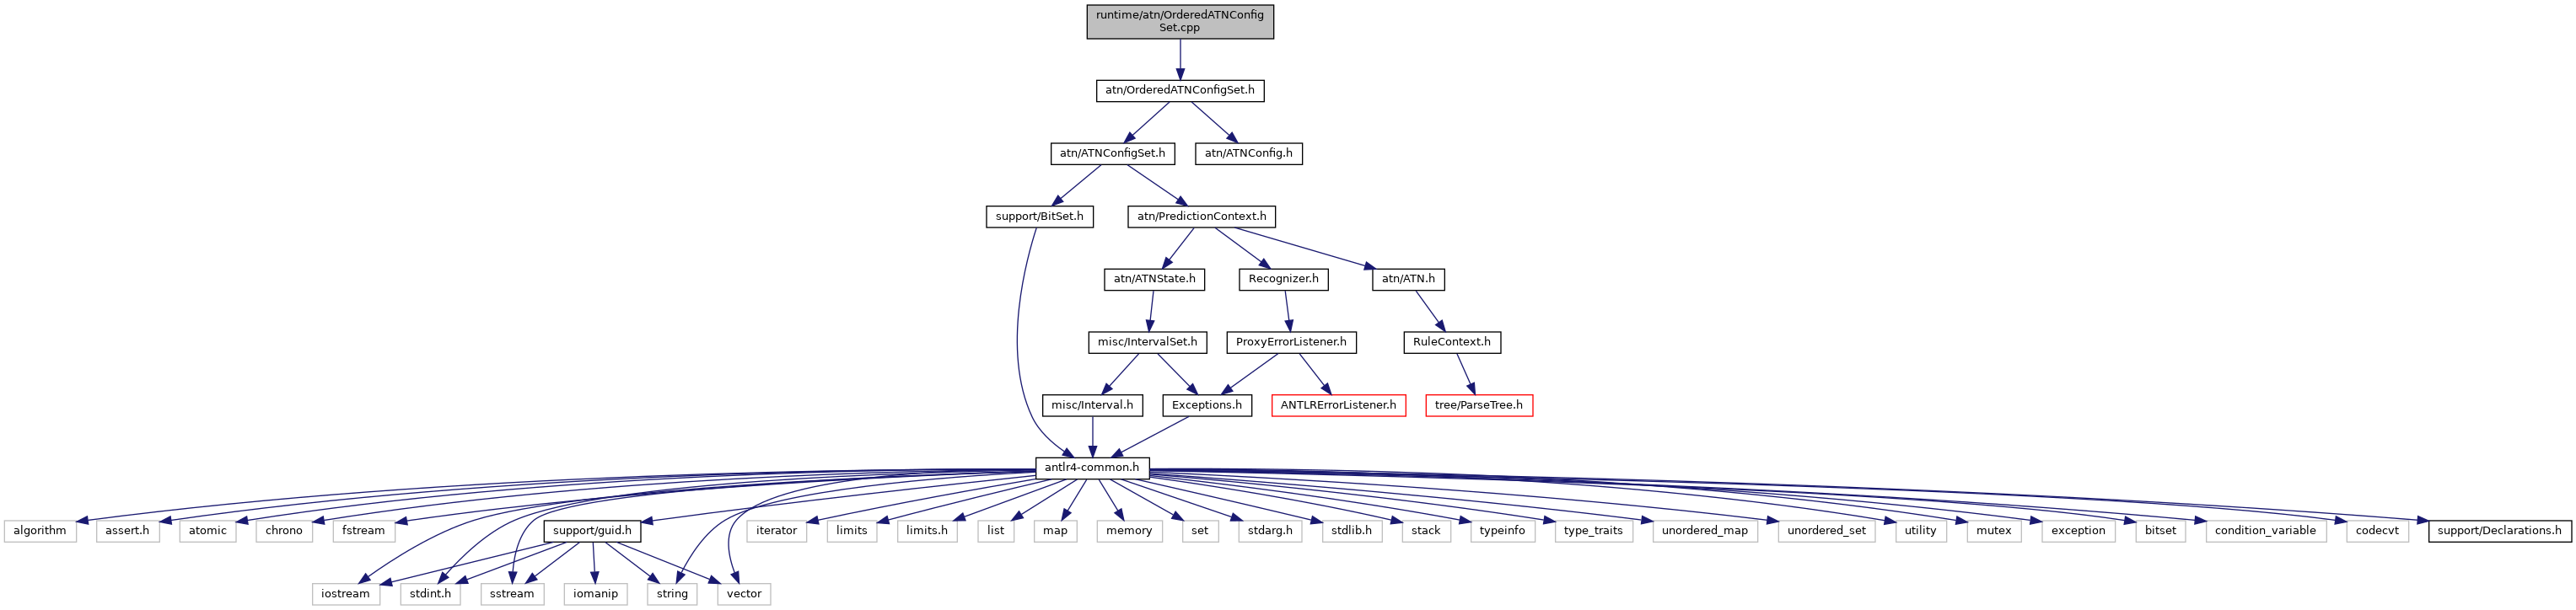 runtime/atn/OrderedATNConfig
Set.cpp
atn/OrderedATNConfigSet.h
atn/ATNConfigSet.h
atn/ATNConfig.h
support/BitSet.h
atn/PredictionContext.h
atn/ATNState.h
Recognizer.h
atn/ATN.h
misc/IntervalSet.h
ProxyErrorListener.h
RuleContext.h
misc/Interval.h
Exceptions.h
ANTLRErrorListener.h
tree/ParseTree.h
antlr4-common.h
algorithm
assert.h
atomic
chrono
fstream
support/guid.h
iterator
limits
limits.h
list
map
memory
set
stdarg.h
stdlib.h
stack
typeinfo
type_traits
unordered_map
unordered_set
utility
mutex
exception
bitset
condition_variable
codecvt
support/Declarations.h
iostream
stdint.h
sstream
iomanip
string
vector